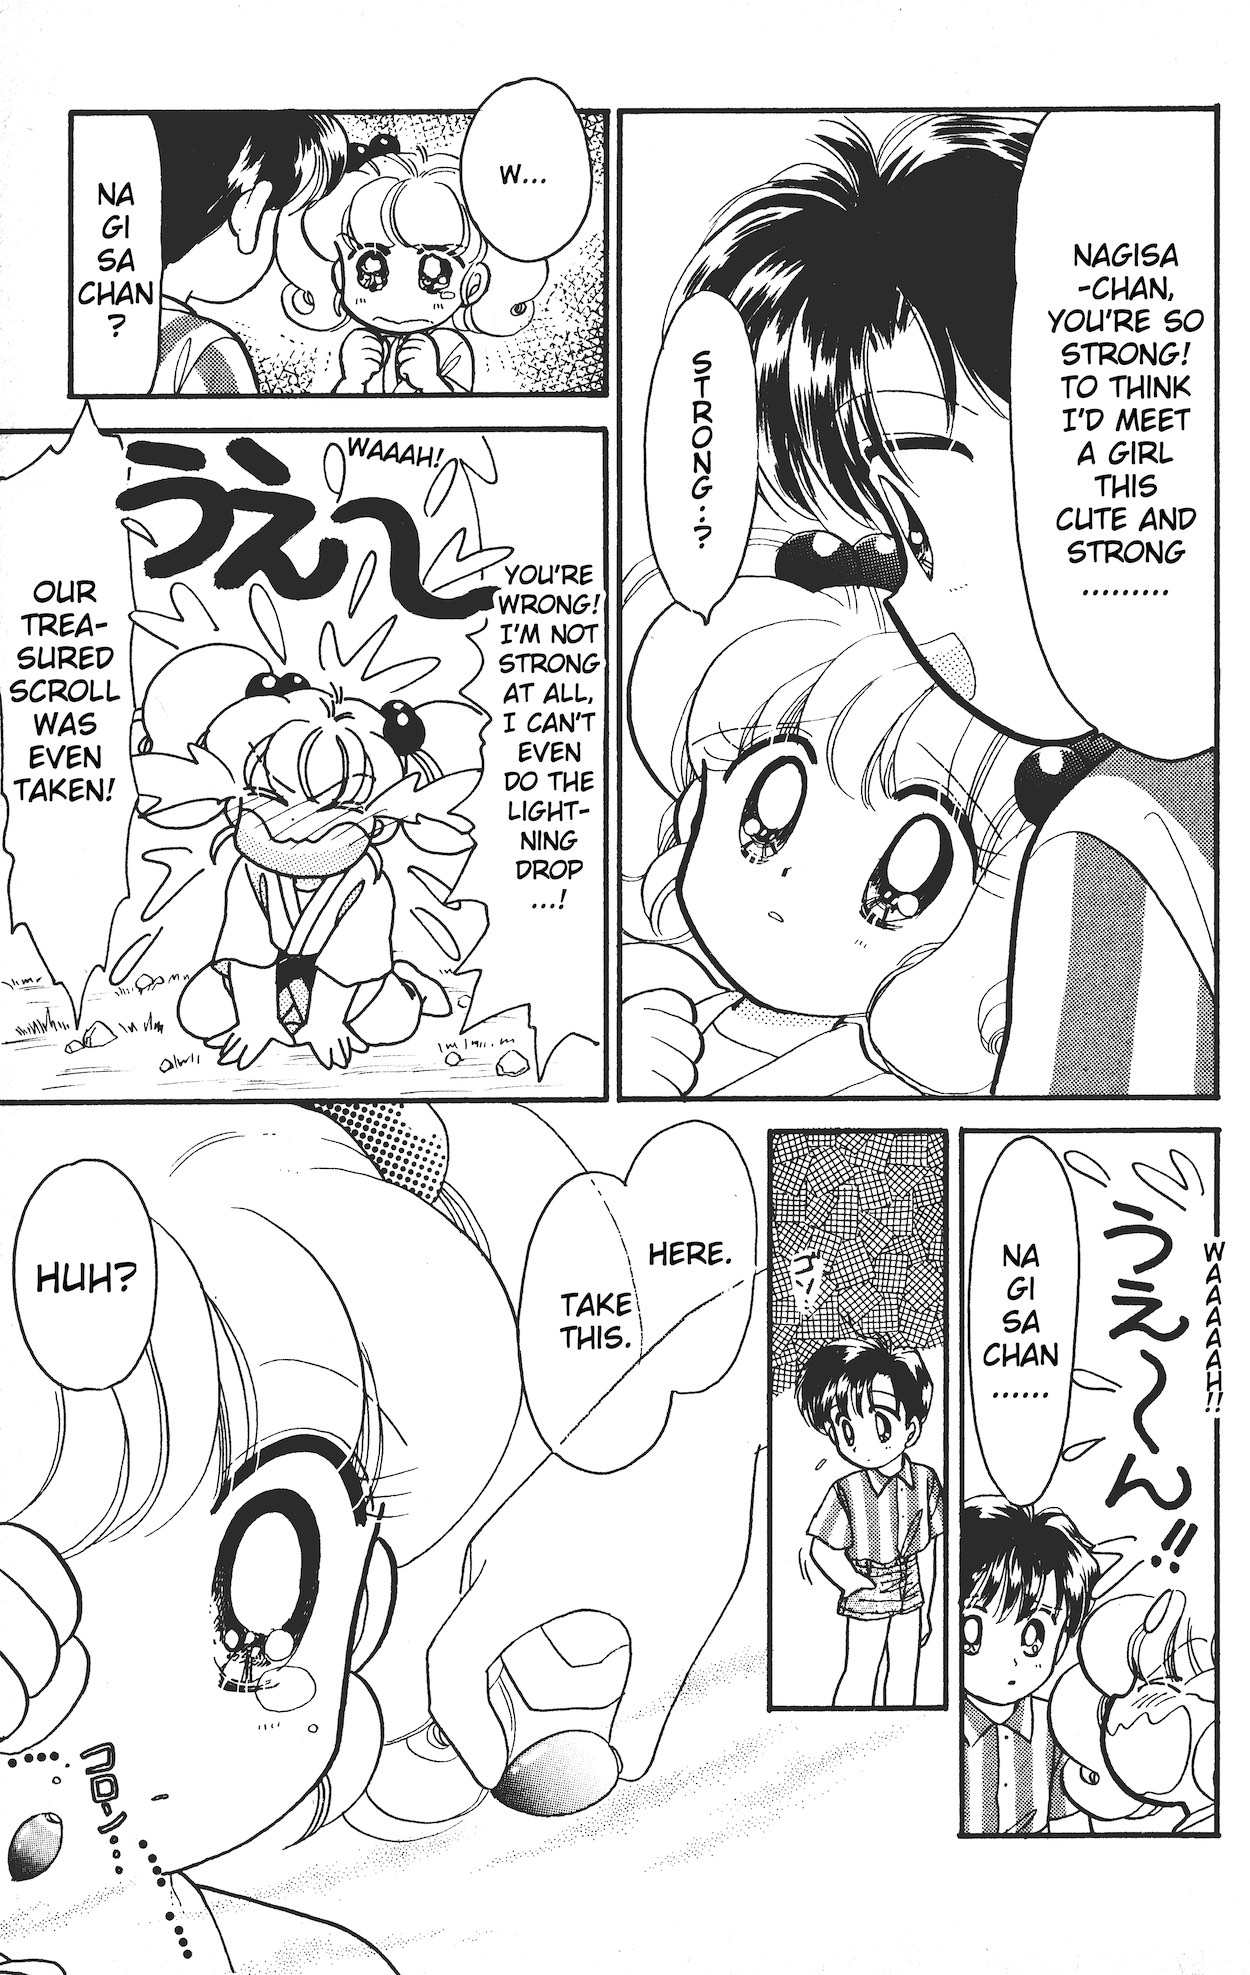 NAGISA
-CHAN,
YOU'RE SO
STRONG!
TO THINK
I'D MEET
A GIRL
THIS
CUTE AND
STRONG
.........
STRONG..?
W...
NA
GI
SA
CHAN
?
WAAAH!
うえ〜
YOU'RE
WRONG!
I'M NOT
STRONG
AT ALL,
I CAN'T
EVEN
DO THE
LIGHT-
NING
DROP
...!
OUR
TREA-
SURED
SCROLL
WAS
EVEN
TAKEN!
WAAAAAH!!
うえ〜ん!!
NA
GI
SA
CHAN
......
HERE.
TAKE
THIS.
HUH?
コローン...